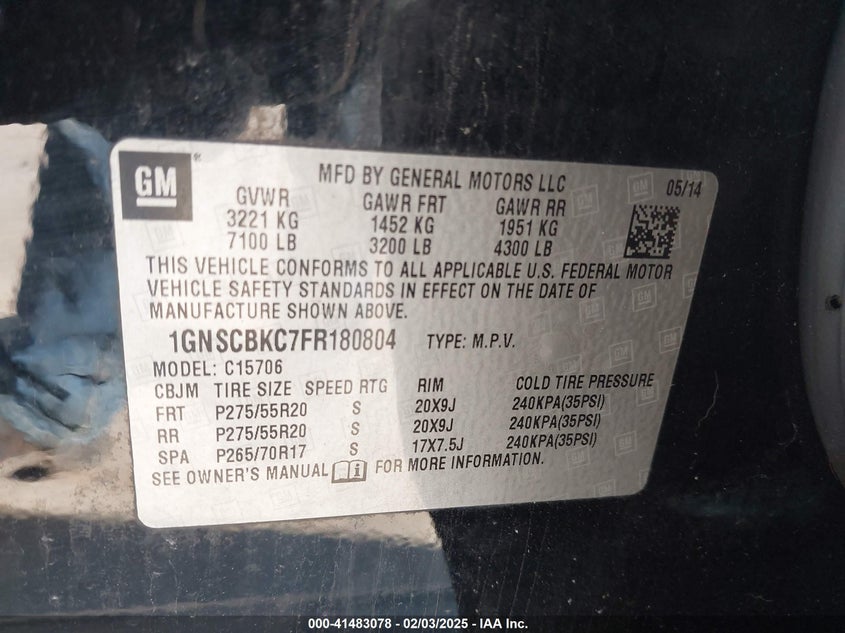 GM
MFD BY GENERAL MOTORS LLC
05/14
GVWR GAWR FRT GAWR RR
3221 KG 1452 KG 1951 KG
7100 LB 3200 LB 4300 LB
THIS VEHICLE CONFORMS TO ALL APPLICABLE U.S. FEDERAL MOTOR
VEHICLE SAFETY STANDARDS IN EFFECT ON THE DATE OF
MANUFACTURE SHOWN ABOVE.
1GNSCBKC7FR180804 TYPE: M.P.V.
MODEL: C15706
CBJM TIRE SIZE SPEED RTG RIM COLD TIRE PRESSURE
FRT P275/55R20 S 20X9J 240KPA(35PSI)
RR P275/55R20 S 20X9J 240KPA(35PSI)
SPA P265/70R17 S 17X7.5J 240KPA(35PSI)
SEE OWNER'S MANUAL FOR MORE INFORMATION.
000-41483078 - 02/03/2025 - IAA Inc.